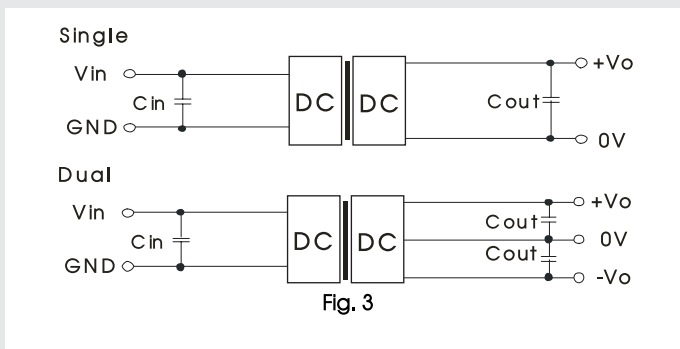 Single
Vin
+Vo
Cin
DC DC
Cout
GND
0V
Dual
Vin
+Vo
Cout
Cin
DC DC
0V
Cout
GND
-Vo
Fig. 3